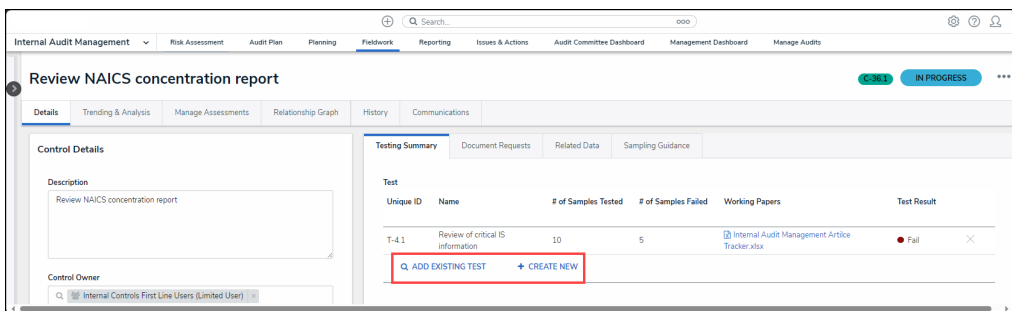 Search...
ooo
Internal Audit Management
Risk Assessment Audit Plan Planning Fieldwork Reporting Issues & Actions Audit Committee Dashboard Management Dashboard Manage Audits
Review NAICS concentration report
C-36.1 IN PROGRESS
Details Trending & Analysis Manage Assessments Relationship Graph History Communications
Control Details
Description
Review NAICS concentration report
Control Owner
Internal Controls First Line Users (Limited User) ×
Testing Summary Document Requests Related Data Sampling Guidance
Test
Unique ID Name # of Samples Tested # of Samples Failed Working Papers Test Result
T-4.1 Review of critical IS information 10 5 Internal Audit Management Artilce Tracker.xlsx Fail
ADD EXISTING TEST + CREATE NEW